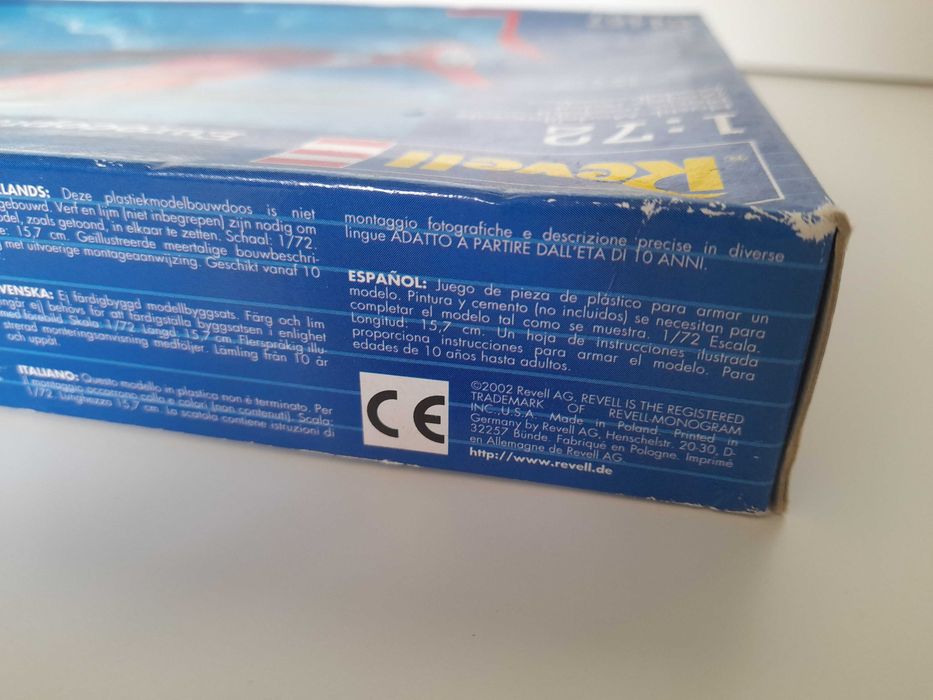 1:72
Revell
LANDS: Deze plastiekmodelbouwdoos is niet
gebouwd. Verf en lijm (niet inbegrepen) zijn nodig om
del, zoals getoond, in elkaar te zetten. Schaal: 1/72.
e: 15,7 cm. Geïllustreerde meertalige bouwbeschri-
g met uitvoerige montageaanwijzing. Geschikt vanaf 10
VENSKA: Ej färdigbyggd modellbyggsats. Färg och lim
ingår ej behövs för att färdigställa byggsatsen i enlighet
med förebild. Skala 1/72 Längd 15,7 cm Flerspråkig illu-
strerad monteringsanvisning medföljer. Lämling från 10 år
och uppåt.
ITALIANO: Questo modello in plastica non è terminato. Per
il montaggio occorrono colla e colori (non contenuti). Scala:
1/72. Lunghezza 15,7 cm. La scatola contiene istruzioni di
montaggio fotografiche e descrizione precise in diverse
lingue ADATTO A PARTIRE DALL'ETA DI 10 ANNI.
ESPAÑOL: Juego de pieza de plástico para armar un
modelo. Pintura y cemento (no incluidos) se necesitan para
completar el modelo tal como se muestra. 1/72 Escala.
Longitud: 15,7 cm. Un hoja de instrucciones ilustrada
proporciona instrucciones para armar el modelo. Para
edades de 10 años hasta adultos.
CE
©2002 Revell AG. REVELL IS THE REGISTERED
TRADEMARK OF REVELL-MONOGRAM
INC., U.S.A. Made in Poland. Printed in
Germany by Revell AG, Henschelstr. 20-30, D-
32257 Bünde. Fabriqué en Pologne. Imprimé
en Allemagne de Revell AG
http://www.revell.de